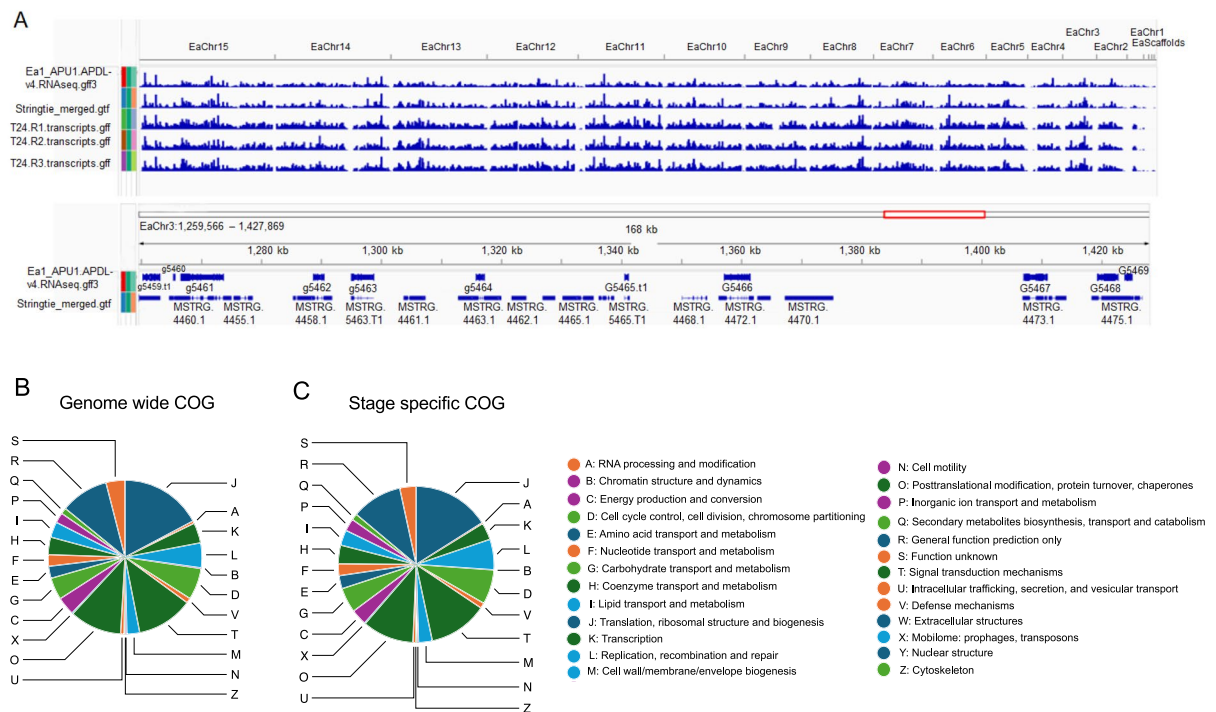 A
EaChr15 EaChr14 EaChr13 EaChr12 EaChr11 EaChr10 EaChr9 EaChr8 EaChr7 EaChr6 EaChr5 EaChr4 EaChr3 EaChr2 EaChr1 EaScaffolds
Ea1_APU1.APDL-
v4.RNAseq.gff3
Stringtie_merged.gtf
T24.R1.transcripts.gff
T24.R2.transcripts.gff
T24.R3.transcripts.gff
EaChr3:1,259,566 – 1,427,869
168 kb
1,280 kb 1,300 kb 1,320 kb 1,340 kb 1,360 kb 1,380 kb 1,400 kb 1,420 kb
Ea1_APU1.APDL-
v4.RNAseq.gff3
g5459.t1 g5460 g5461 g5462 g5463 g5464 G5465.t1 G5466 G5467 G5468 G5469
Stringtie_merged.gtf
MSTRG. MSTRG. MSTRG. MSTRG. MSTRG. MSTRG. MSTRG. MSTRG. MSTRG. MSTRG. MSTRG. MSTRG. MSTRG. MSTRG.
4460.1 4455.1 4458.1 5463.T1 4461.1 4463.1 4462.1 4465.1 5465.T1 4468.1 4472.1 4470.1 4473.1 4475.1
B
Genome wide COG
S
R
Q
P
I
H
F
E
G
C
X
O
U
J
A
K
L
B
D
V
T
M
N
Z
C
Stage specific COG
S
R
Q
P
I
H
F
E
G
C
X
O
U
J
A
K
L
B
D
V
T
M
N
Z
A: RNA processing and modification
B: Chromatin structure and dynamics
C: Energy production and conversion
D: Cell cycle control, cell division, chromosome partitioning
E: Amino acid transport and metabolism
F: Nucleotide transport and metabolism
G: Carbohydrate transport and metabolism
H: Coenzyme transport and metabolism
I: Lipid transport and metabolism
J: Translation, ribosomal structure and biogenesis
K: Transcription
L: Replication, recombination and repair
M: Cell wall/membrane/envelope biogenesis
N: Cell motility
O: Posttranslational modification, protein turnover, chaperones
P: Inorganic ion transport and metabolism
Q: Secondary metabolites biosynthesis, transport and catabolism
R: General function prediction only
S: Function unknown
T: Signal transduction mechanisms
U: Intracellular trafficking, secretion, and vesicular transport
V: Defense mechanisms
W: Extracellular structures
X: Mobilome: prophages, transposons
Y: Nuclear structure
Z: Cytoskeleton